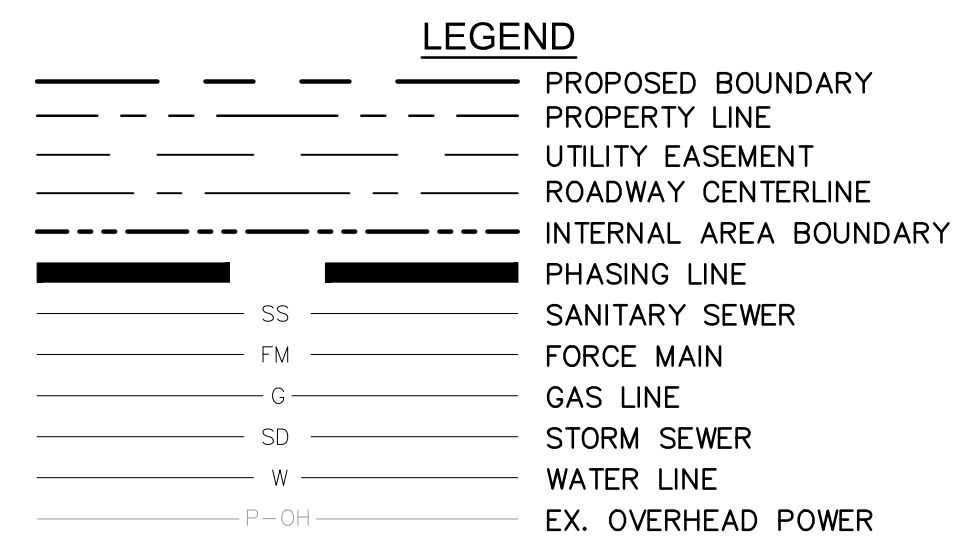 LEGEND
PROPOSED BOUNDARY
PROPERTY LINE
UTILITY EASEMENT
ROADWAY CENTERLINE
INTERNAL AREA BOUNDARY
PHASING LINE
SS SANITARY SEWER
FM FORCE MAIN
G GAS LINE
SD STORM SEWER
W WATER LINE
P-OH EX. OVERHEAD POWER